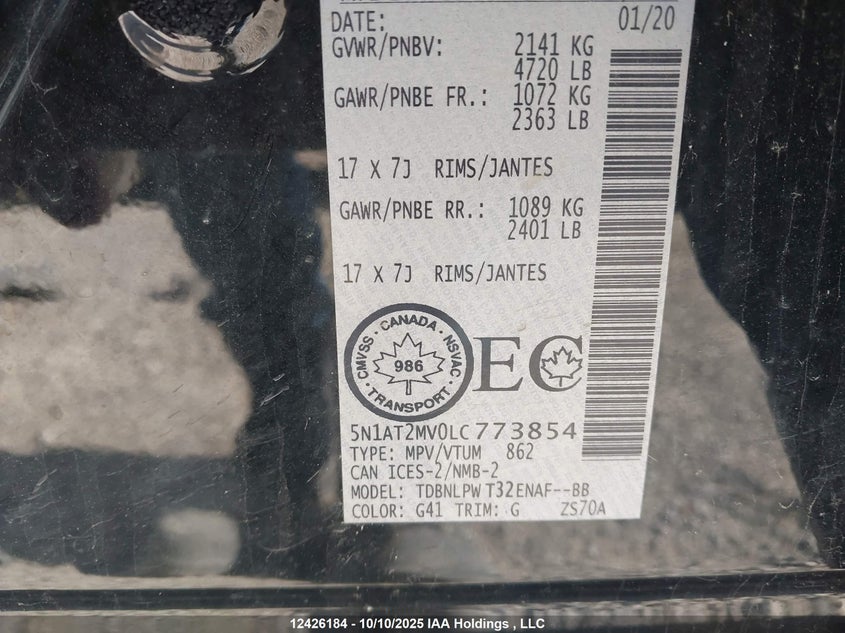 DATE: 01/20
GVWR/PNBV: 2141 KG
4720 LB
GAWR/PNBE FR.: 1072 KG
2363 LB
17 X 7J RIMS/JANTES
GAWR/PNBE RR.: 1089 KG
2401 LB
17 X 7J RIMS/JANTES
CMVSS · CANADA · NSVAC · TRANSPORT ·
986
EC
5N1AT2MV0LC773854
TYPE: MPV/VTUM 862
CAN ICES-2/NMB-2
MODEL: TDBNLPW T32ENAF--BB
COLOR: G41 TRIM: G ZS70A
12426184 - 10/10/2025 IAA Holdings , LLC